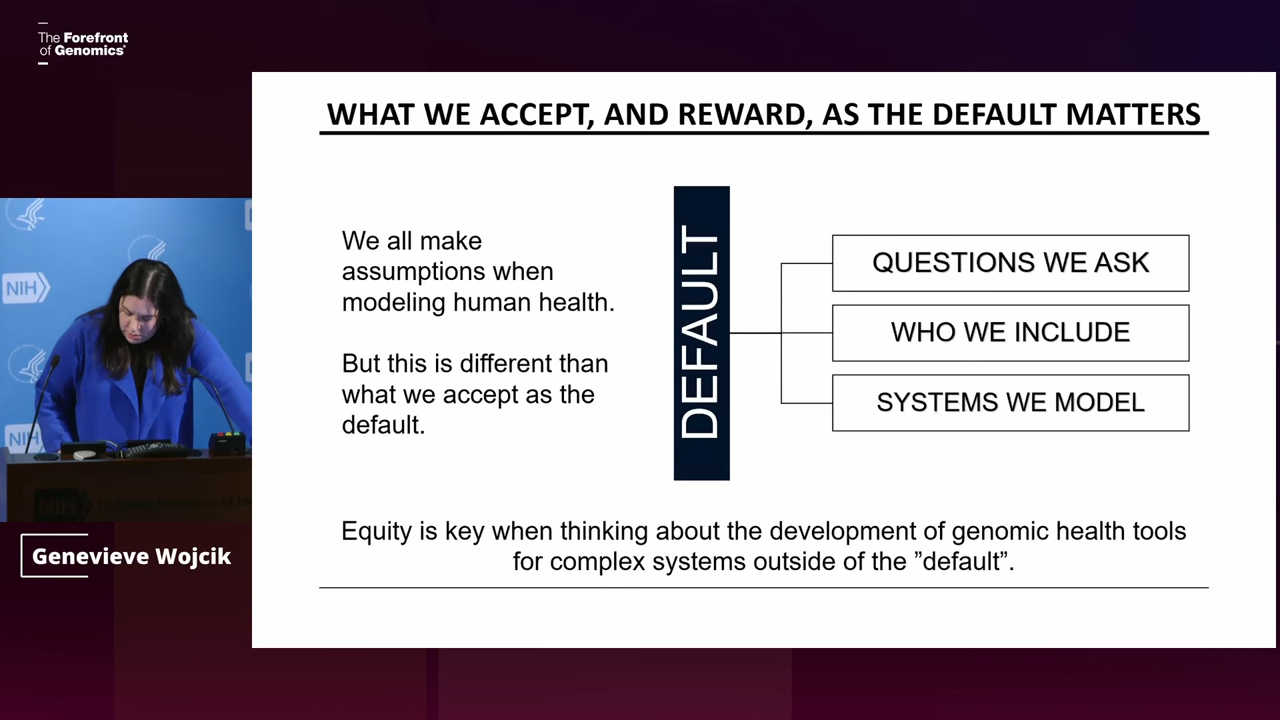 The Forefront
of Genomics®
WHAT WE ACCEPT, AND REWARD, AS THE DEFAULT MATTERS
We all make
assumptions when
modeling human health.
But this is different than
what we accept as the
default.
DEFAULT
QUESTIONS WE ASK
WHO WE INCLUDE
SYSTEMS WE MODEL
Equity is key when thinking about the development of genomic health tools
for complex systems outside of the ”default”.
NIH
NIH
NIH
Genevieve Wojcik